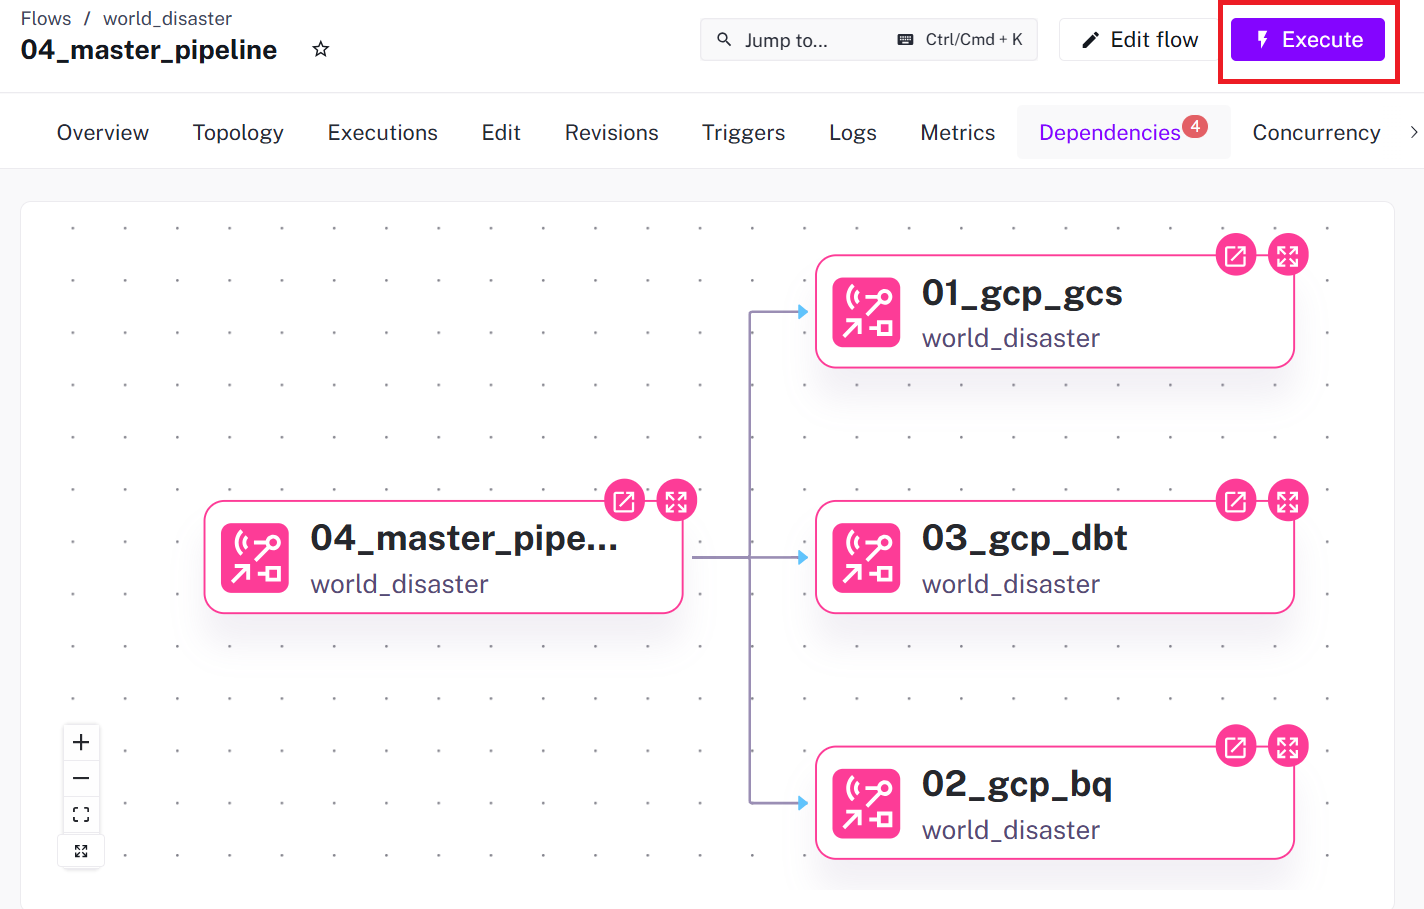 Flows / world_disaster
04_master_pipeline
Jump to...
Ctrl/Cmd + K
Edit flow
Execute
Overview
Topology
Executions
Edit
Revisions
Triggers
Logs
Metrics
Dependencies 4
Concurrency
01_gcp_gcs
world_disaster
04_master_pipe...
world_disaster
03_gcp_dbt
world_disaster
02_gcp_bq
world_disaster